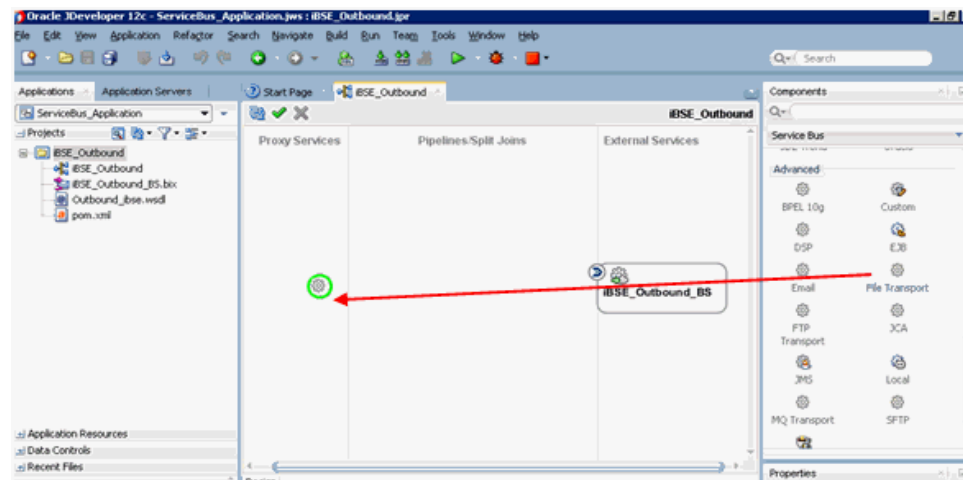 Oracle JDeveloper 12c - ServiceBus_Application.jws : iBSE_Outbound.jpr
File Edit View Application Refactor Search Navigate Build Run Team Tools Window Help
Search
Applications
Application Servers
Start Page
iBSE_Outbound
Components
ServiceBus_Application
iBSE_Outbound
Projects
Service Bus
iBSE_Outbound
iBSE_Outbound
iBSE_Outbound_BS.bix
Outbound_ibse.wsdl
pom.xml
Proxy Services
Pipelines/Split Joins
External Services
iBSE_Outbound_BS
Advanced
BPEL 10g
Custom
DSP
EJB
Email
File Transport
FTP Transport
JCA
JMS
Local
MQ Transport
SFTP
Application Resources
Data Controls
Recent Files
Properties